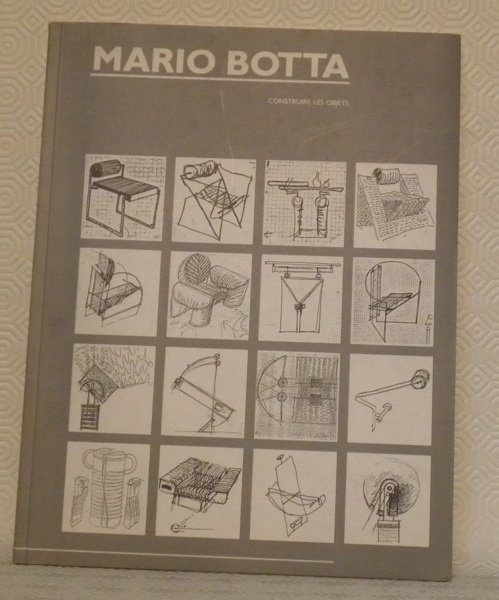 MARIO BOTTA
CONSTRUIRE LES OBJETS